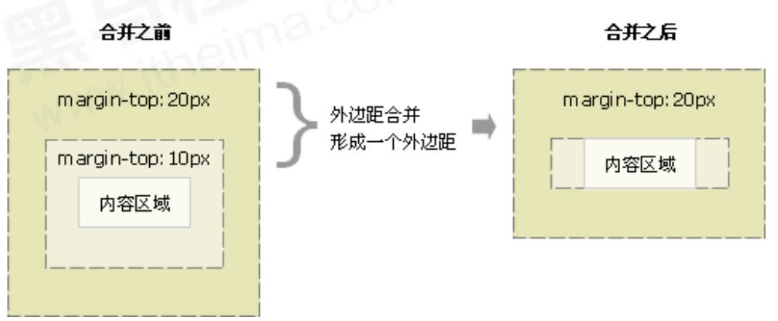 合并之前
合并之后
margin-top: 20px
margin-top: 10px
内容区域
外边距合并
形成一个外边距
margin-top: 20px
内容区域
www.itheima.com